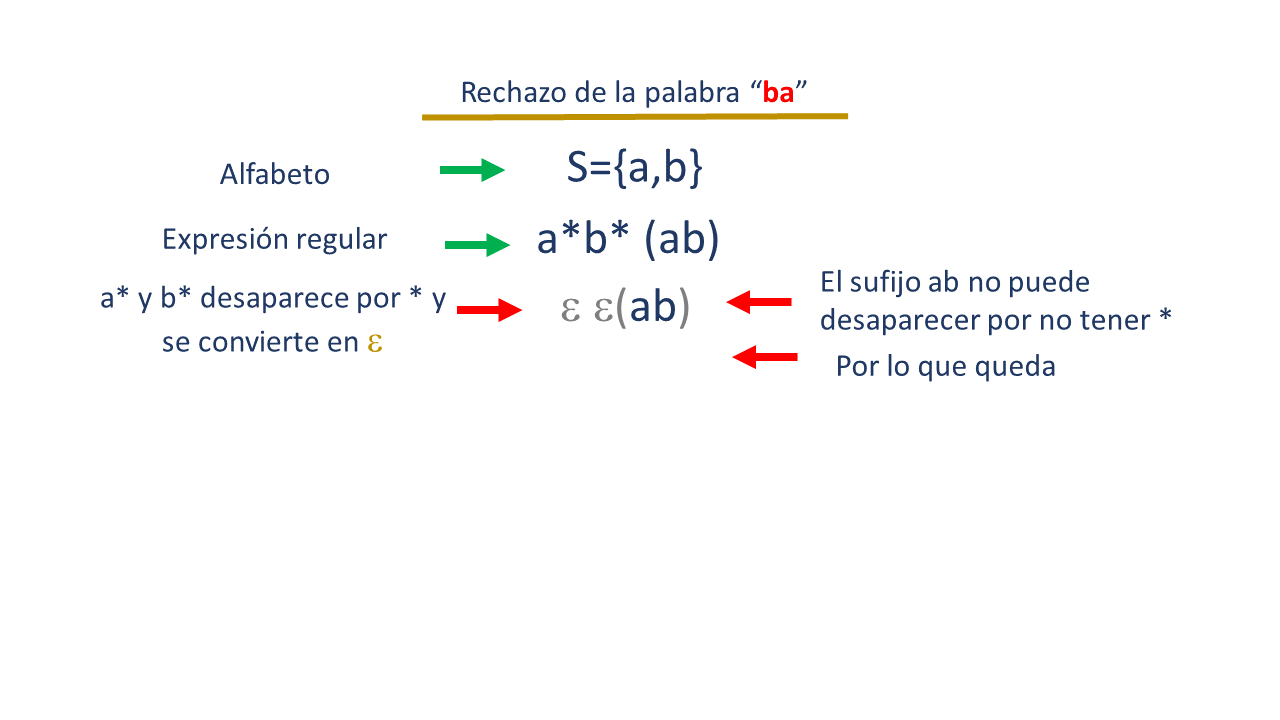 Rechazo de la palabra “ba”
Alfabeto
S={a,b}
Expresión regular
a*b* (ab)
a* y b* desaparece por * y
se convierte en ε
ε ε(ab)
El sufijo ab no puede
desaparecer por no tener *
Por lo que queda